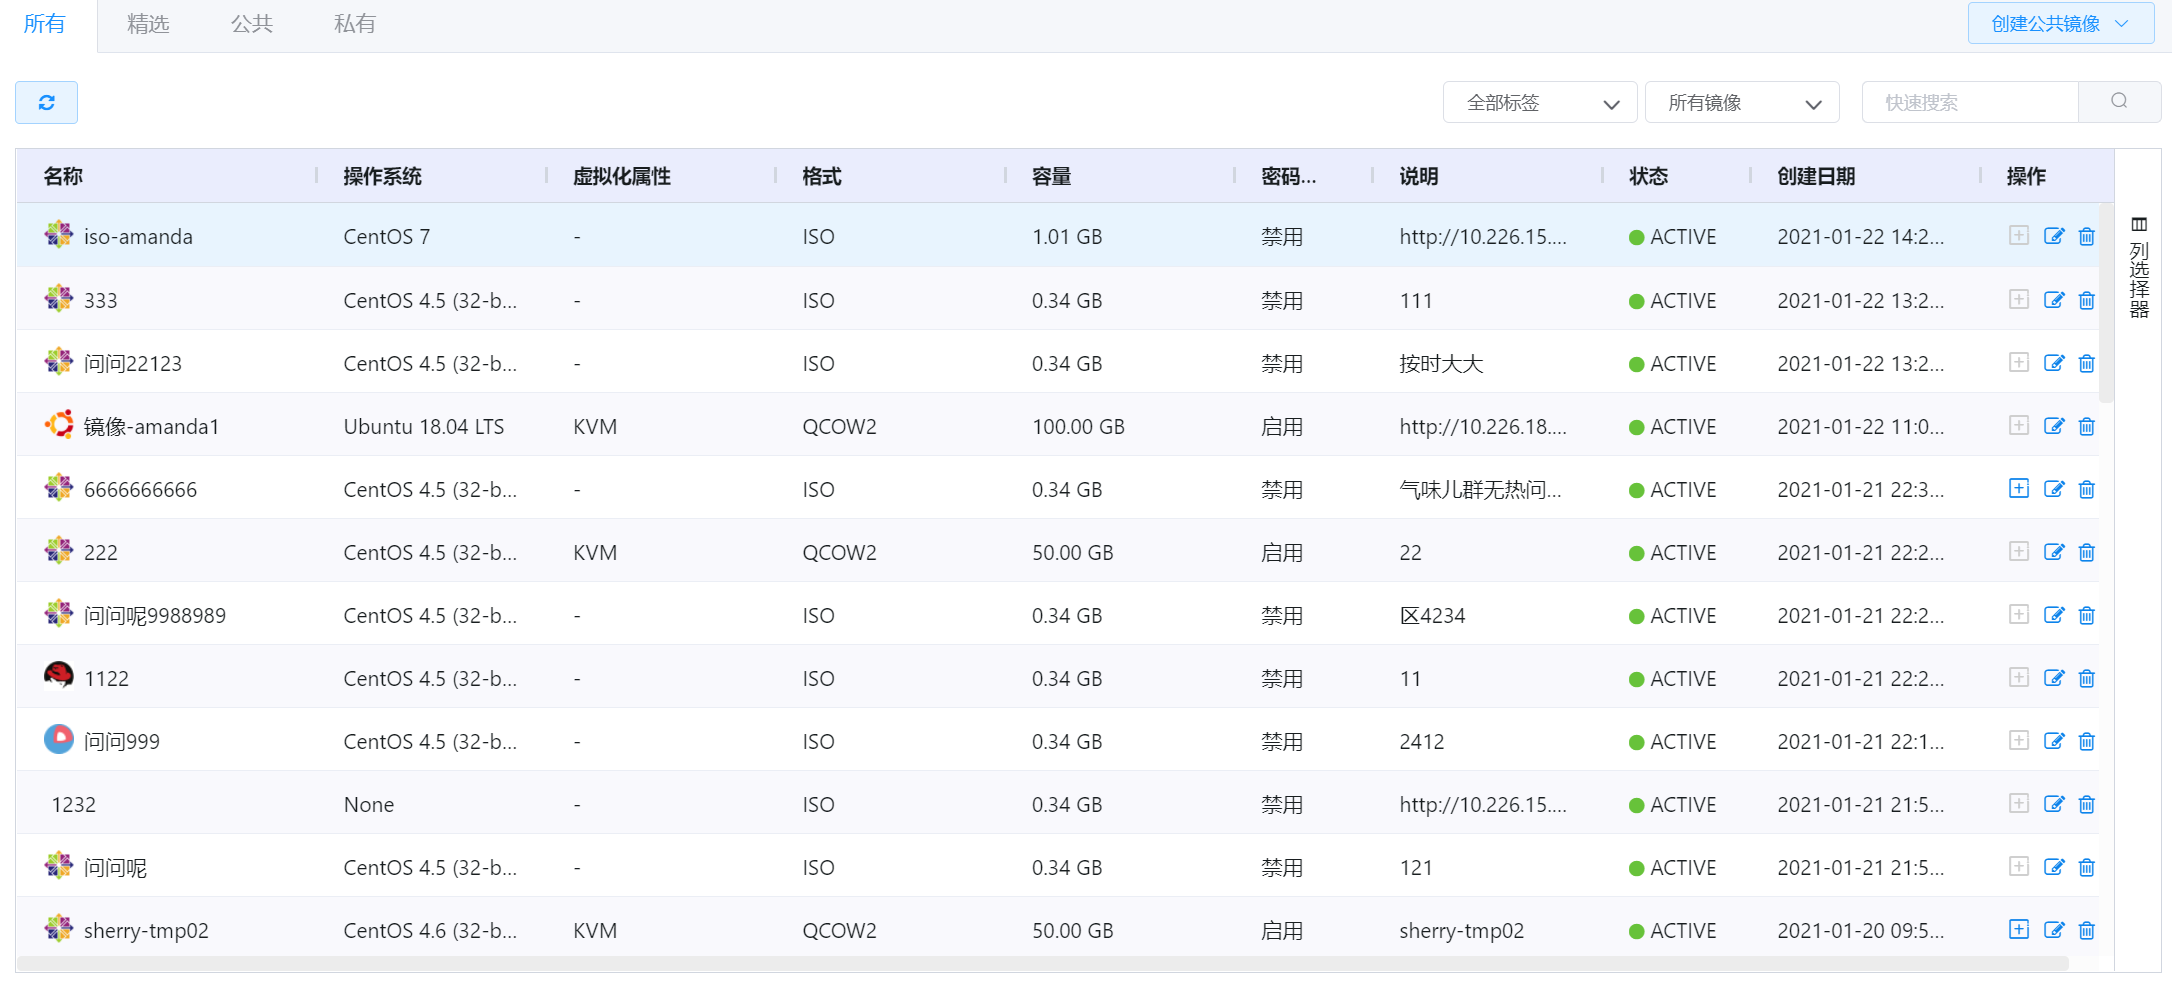 所有 精选 公共 私有 创建公共镜像
全部标签 所有镜像 快速搜索
名称 操作系统 虚拟化属性 格式 容量 密码... 说明 状态 创建日期 操作
iso-amanda CentOS 7 - ISO 1.01 GB 禁用 http://10.226.15.... ACTIVE 2021-01-22 14:2...
333 CentOS 4.5 (32-b... - ISO 0.34 GB 禁用 111 ACTIVE 2021-01-22 13:2...
问问22123 CentOS 4.5 (32-b... - ISO 0.34 GB 禁用 按时大大 ACTIVE 2021-01-22 13:2...
镜像-amanda1 Ubuntu 18.04 LTS KVM QCOW2 100.00 GB 启用 http://10.226.18.... ACTIVE 2021-01-22 11:0...
6666666666 CentOS 4.5 (32-b... - ISO 0.34 GB 禁用 气味儿群无热问... ACTIVE 2021-01-21 22:3...
222 CentOS 4.5 (32-b... KVM QCOW2 50.00 GB 启用 22 ACTIVE 2021-01-21 22:2...
问问呢9988989 CentOS 4.5 (32-b... - ISO 0.34 GB 禁用 区4234 ACTIVE 2021-01-21 22:2...
1122 CentOS 4.5 (32-b... - ISO 0.34 GB 禁用 11 ACTIVE 2021-01-21 22:2...
问问999 CentOS 4.5 (32-b... - ISO 0.34 GB 禁用 2412 ACTIVE 2021-01-21 22:1...
1232 None - ISO 0.34 GB 禁用 http://10.226.15.... ACTIVE 2021-01-21 21:5...
问问呢 CentOS 4.5 (32-b... - ISO 0.34 GB 禁用 121 ACTIVE 2021-01-21 21:5...
sherry-tmp02 CentOS 4.6 (32-b... KVM QCOW2 50.00 GB 启用 sherry-tmp02 ACTIVE 2021-01-20 09:5...
列选择器